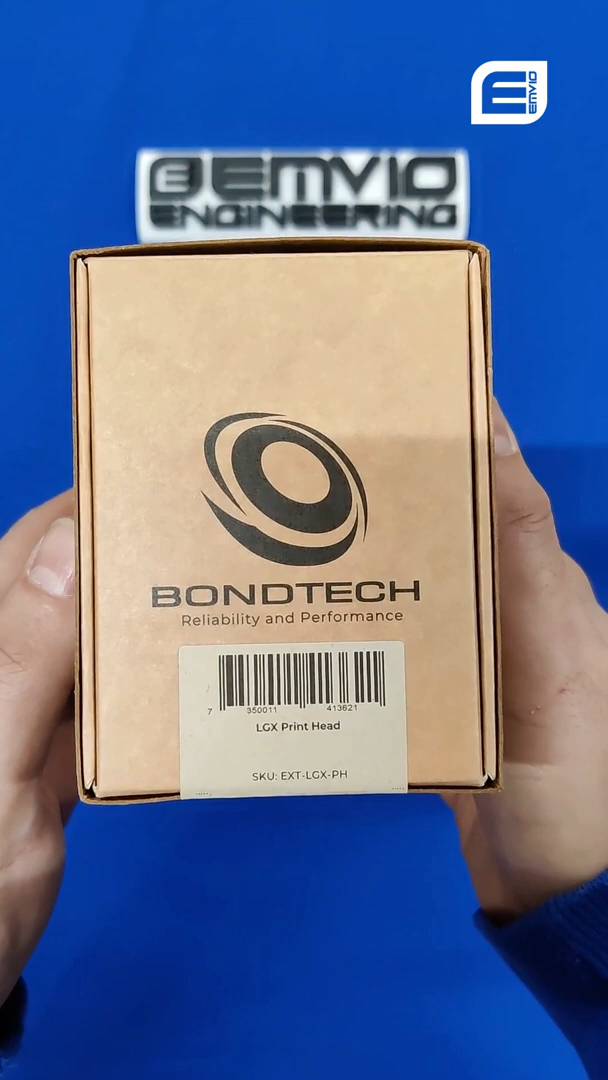 E EMVIO
EMVIO
ENGINEERING
BONDTECH
Reliability and Performance
7 350011 413621
LGX Print Head
SKU: EXT-LGX-PH